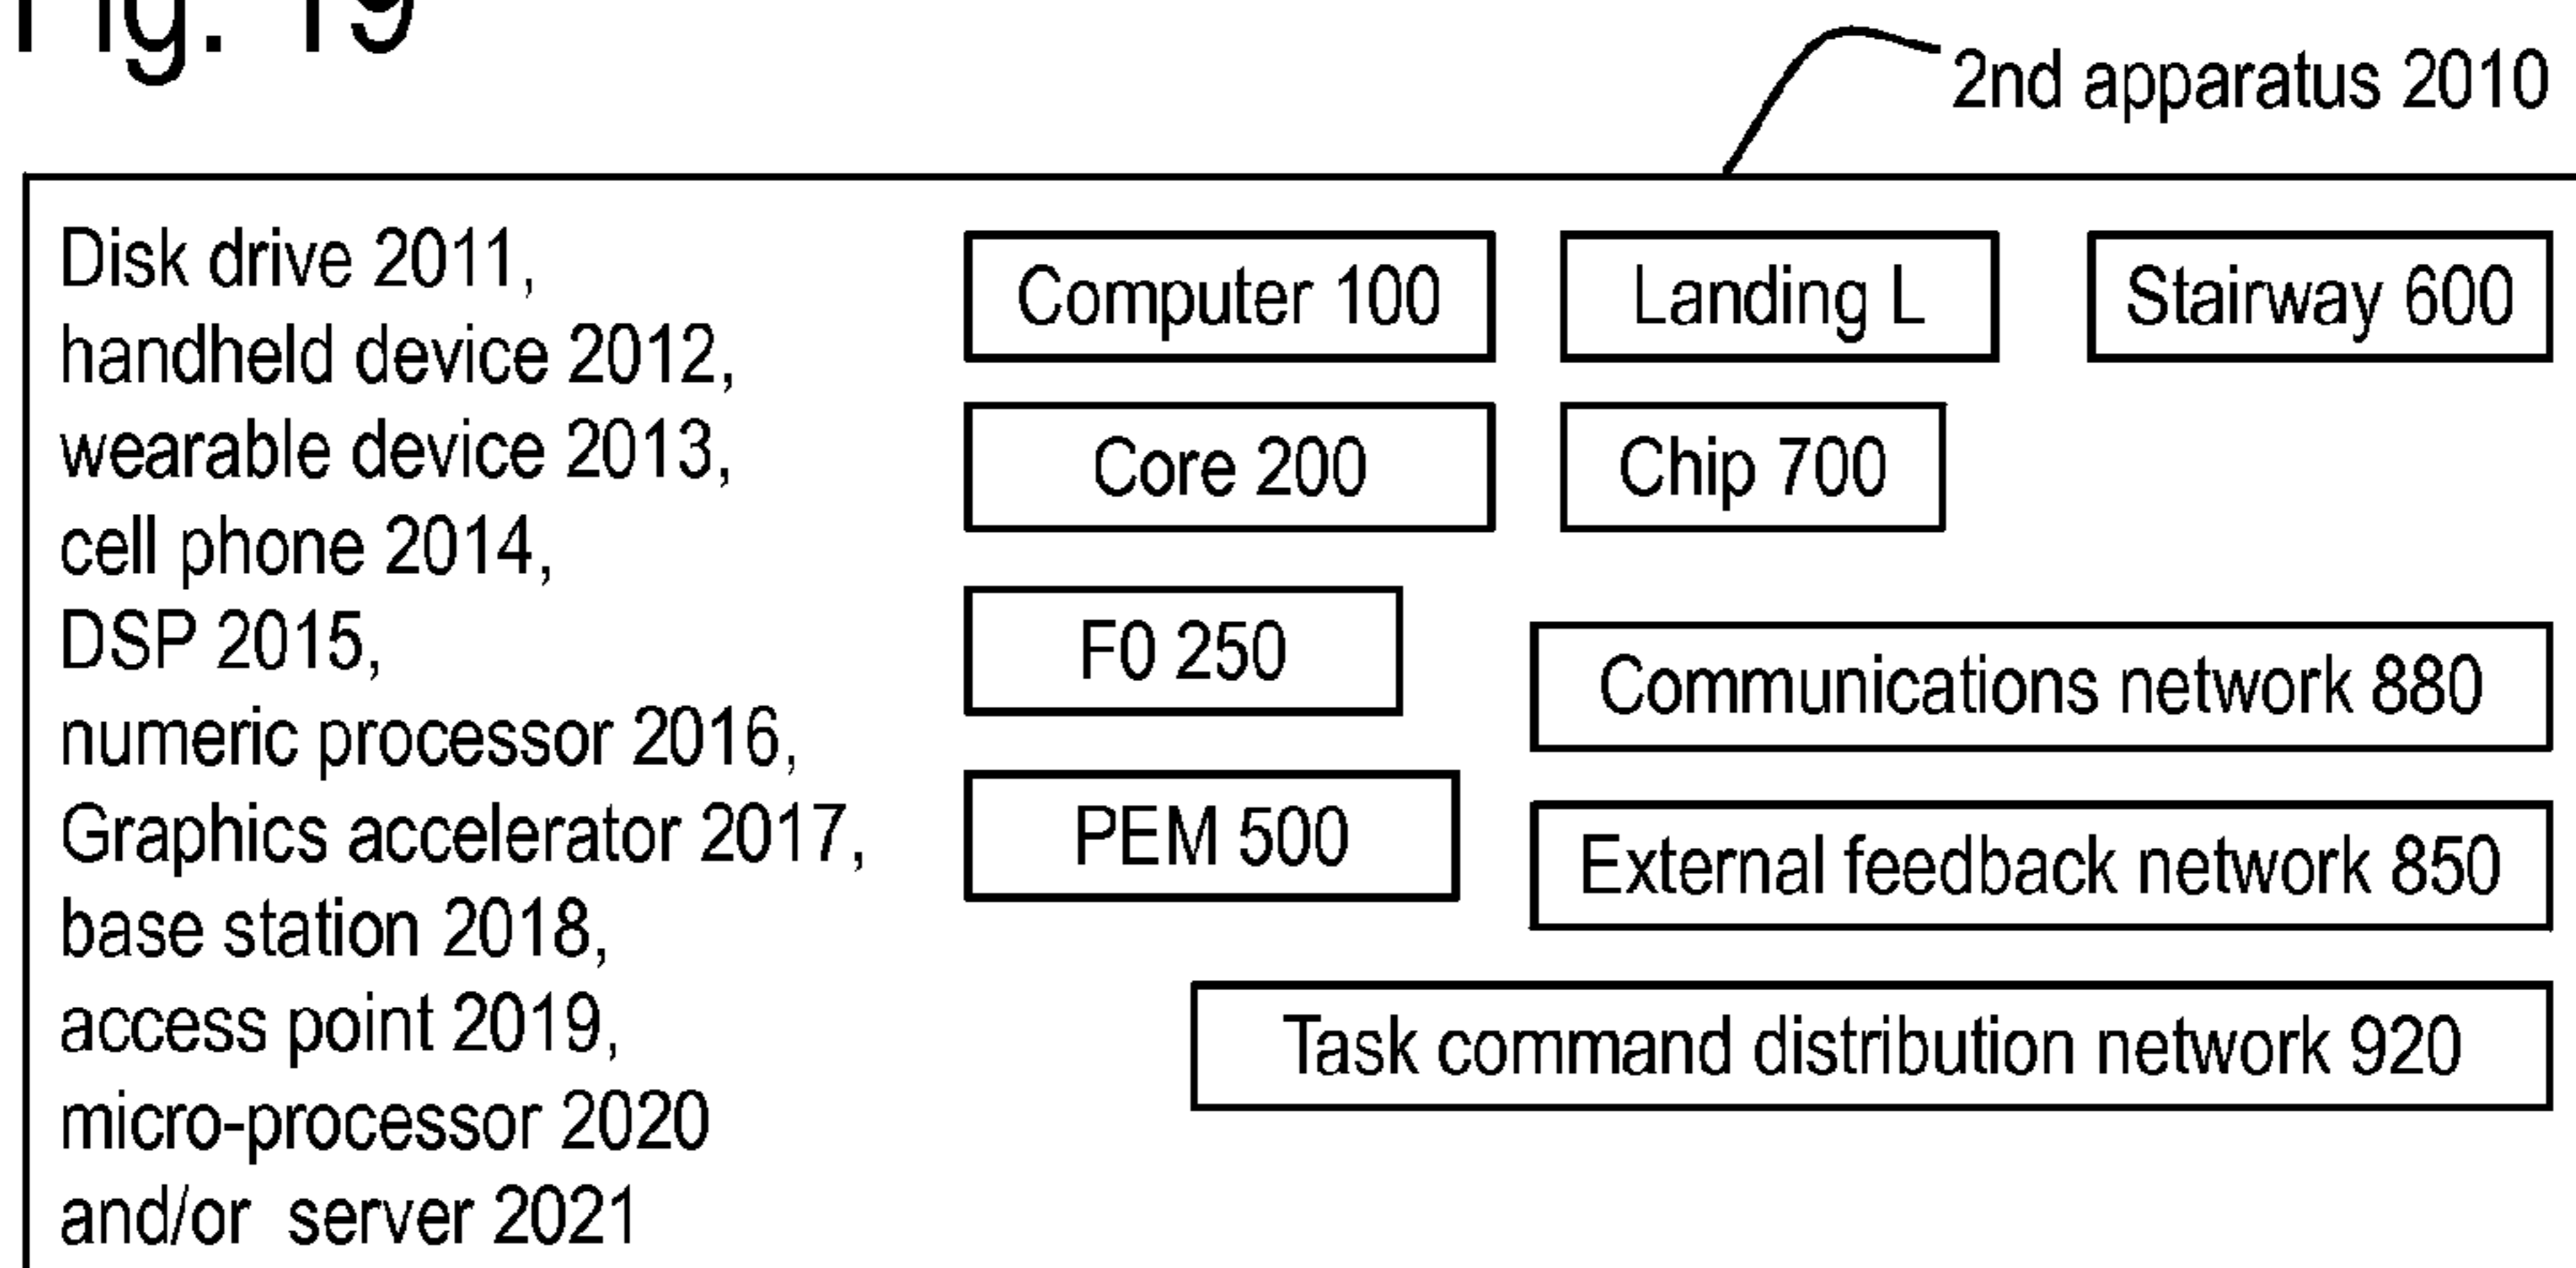 Fig. 19
2nd apparatus 2010
Disk drive 2011,
handheld device 2012,
wearable device 2013,
cell phone 2014,
DSP 2015,
numeric processor 2016,
Graphics accelerator 2017,
base station 2018,
access point 2019,
micro-processor 2020
and/or server 2021
Computer 100
Landing L
Stairway 600
Core 200
Chip 700
F0 250
Communications network 880
PEM 500
External feedback network 850
Task command distribution network 920